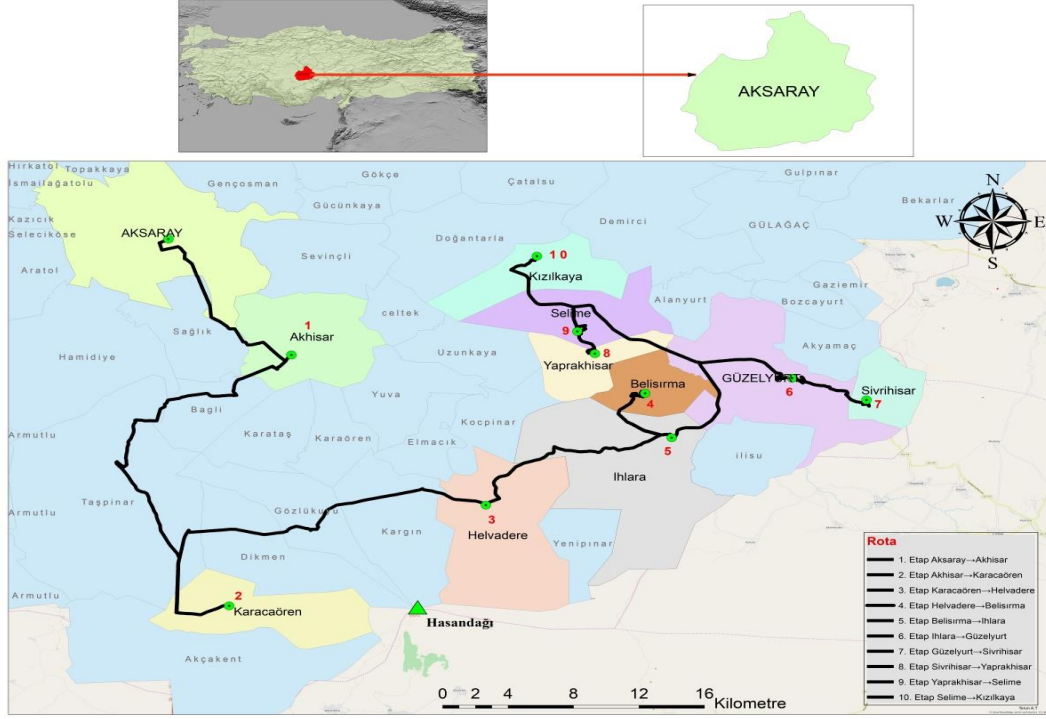 AKSARAY
Hırkatol
Topakkaya
İsmailağatolu
Gençosman
Gökçe
Çatalsu
Gulpınar
Bekarlar
Gücünkaya
Demirci
GÜLAĞAÇ
Kazıcık
Seleciköse
AKSARAY
Doğantarla
N
W
E
S
Aratol
Sevinçli
10
Kızılkaya
Gaziemir
Alanyurt
Bozcayurt
celtek
Selime
9
Sağlık
1
Akhisar
Akyamaç
Hamidiye
Uzunkaya
8
Yaprakhisar
Belisırma
4
GÜZELYURT
6
Sivrihisar
7
Yuva
Bağlı
Kocpinar
Armutlu
Karataş
Karaören
Elmacık
5
ilisu
Ihlara
Taşpinar
Gözlükuyu
3
Helvadere
Armutlu
Kargın
Yenipınar
Dikmen
Armutlu
2
Karacaören
Hasandağı
Akçakent
0 2 4 8 12 16
Kilometre
Rota
1. Etap Aksaray→Akhisar
2. Etap Akhisar→Karacaören
3. Etap Karacaören→Helvadere
4. Etap Helvadere→Belisırma
5. Etap Belisırma→Ihlara
6. Etap Ihlara→Güzelyurt
7. Etap Güzelyurt→Sivrihisar
8. Etap Sivrihisar→Yaprakhisar
9. Etap Yaprakhisar→Selime
10. Etap Selime→Kızılkaya